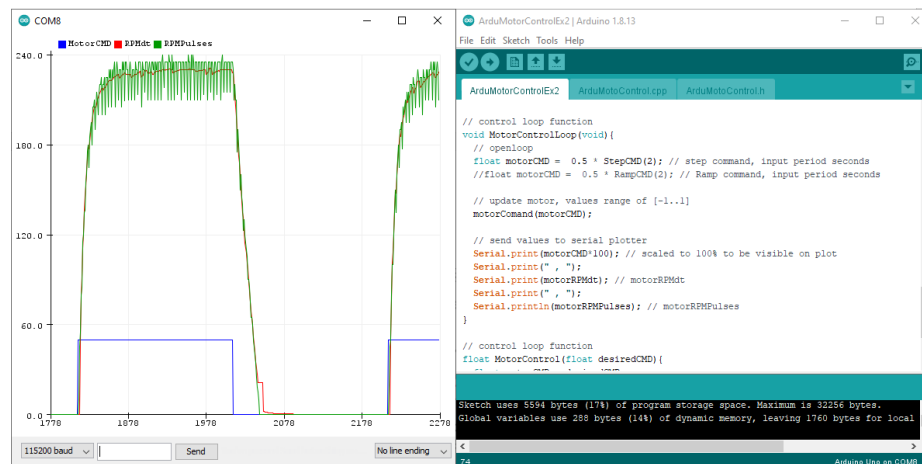 COM8
MotorCMD RPMdt RPMPulses
240.0
180.0
120.0
60.0
0.0
1778 1878 1978 2078 2178 2278
115200 baud Send No line ending
ArduMotorControlEx2 | Arduino 1.8.13
File Edit Sketch Tools Help
ArduMotorControlEx2 ArduMotoControl.cpp ArduMotoControl.h
// control loop function
void MotorControlLoop(void){
// openloop
float motorCMD = 0.5 * StepCMD(2); // step command, input period seconds
//float motorCMD = 0.5 * RampCMD(2); // Ramp command, input period seconds
// update motor, values range of [-1..1]
motorComand(motorCMD);
// send values to serial plotter
Serial.print(motorCMD*100); // scaled to 100% to be visible on plot
Serial.print(" , ");
Serial.print(motorRPMdt); // motorRPMdt
Serial.print(" , ");
Serial.println(motorRPMPulses); // motorRPMPulses
}
// control loop function
float MotorControl(float desiredCMD){
Sketch uses 5594 bytes (17%) of program storage space. Maximum is 32256 bytes.
Global variables use 288 bytes (14%) of dynamic memory, leaving 1760 bytes for local
74 Arduino Uno on COM8